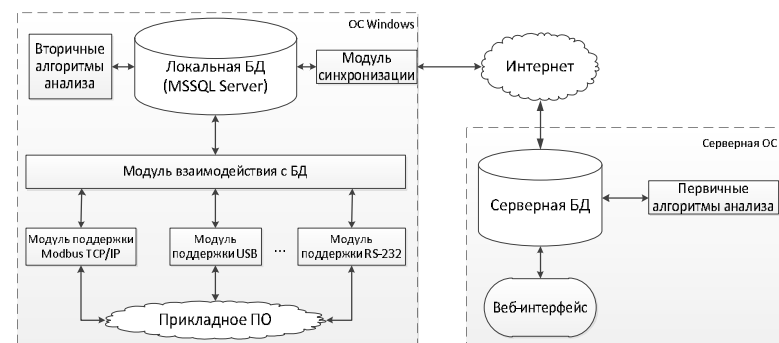 ОС Windows
Вторичные
алгоритмы
анализа
Локальная БД
(MSSQL Server)
Модуль
синхронизации
Интернет
Серверная ОС
Модуль взаимодействия с БД
Серверная БД
Первичные
алгоритмы анализа
Модуль поддержки
Modbus TCP/IP
Модуль
поддержки USB
...
Модуль
поддержки RS-232
Прикладное ПО
Веб-интерфейс